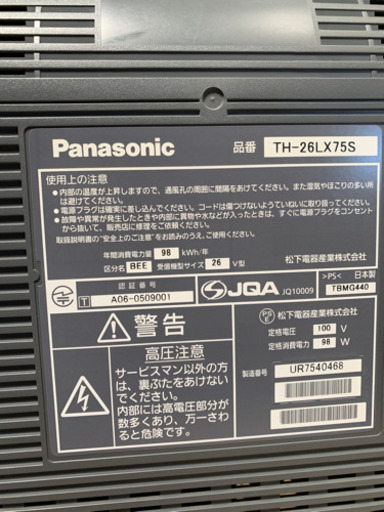 Panasonic 品番 TH-26LX75S
使用上の注意
●内部の温度が上昇しますので、通風孔の周囲に間隔をあけてください。また湿気やほこりの多い所
は避けてください。
●電源プラグは確実に差し込んでください。コードは傷つけないようていねいに取り扱ってください。
●故障や異常が発生したときや内部に異物や水などが入ったときは、すぐに電源プラグをコンセント
から抜いて、販売店に修理をご依頼ください。
取扱説明書の“安全上のご注意”をお読みのうえ、ご使用ください。
年間消費電力量 98 kWh/年
区分名 BEE 受信機型サイズ 26 V型
松下電器産業株式会社
認証番号
T A06-0509001
JQA JQ10009
>PS< 日本製
TBMG440
警告
高圧注意
サービスマン以外の方
は、裏ぶたをあけない
でください。
内部には高電圧部分が
数多くあり、万一さわ
ると危険です。
PSE 松下電器産業株式会社
定格電圧 100 V
定格消費電力 98 W
製造番号 UR7540468